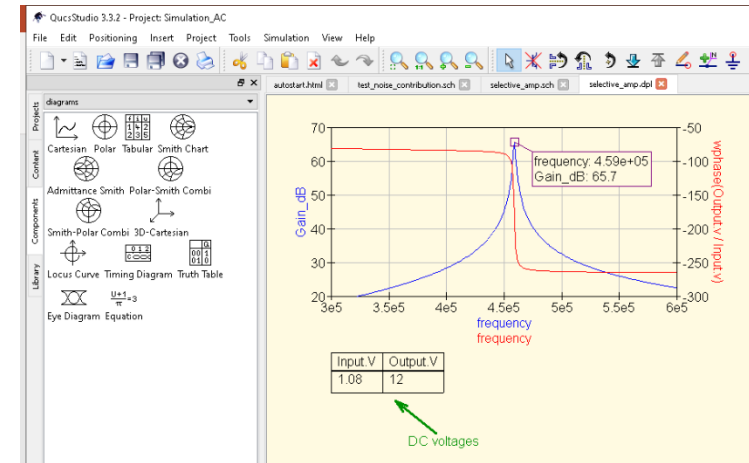 QucsStudio 3.3.2 - Project: Simulation_AC
File Edit Positioning Insert Project Tools Simulation View Help
autostart.html test_noise_contribution.sch selective_amp.sch selective_amp.dpl
Projects
Content
Components
Library
diagrams
Cartesian Polar Tabular Smith Chart
Admittance Smith Polar-Smith Combi
Smith-Polar Combi 3D-Cartesian
Locus Curve Timing Diagram Truth Table
Eye Diagram Equation
Gain_dB
70
60
50
40
30
20
3e5 3.5e5 4e5 4.5e5 5e5 5.5e5 6e5
frequency
frequency
frequency: 4.59e+05
Gain_dB: 65.7
-50
-100
-150
-200
-250
-300
wphase(Output.v / Input.v)
Input.V Output.V
1.08 12
DC voltages